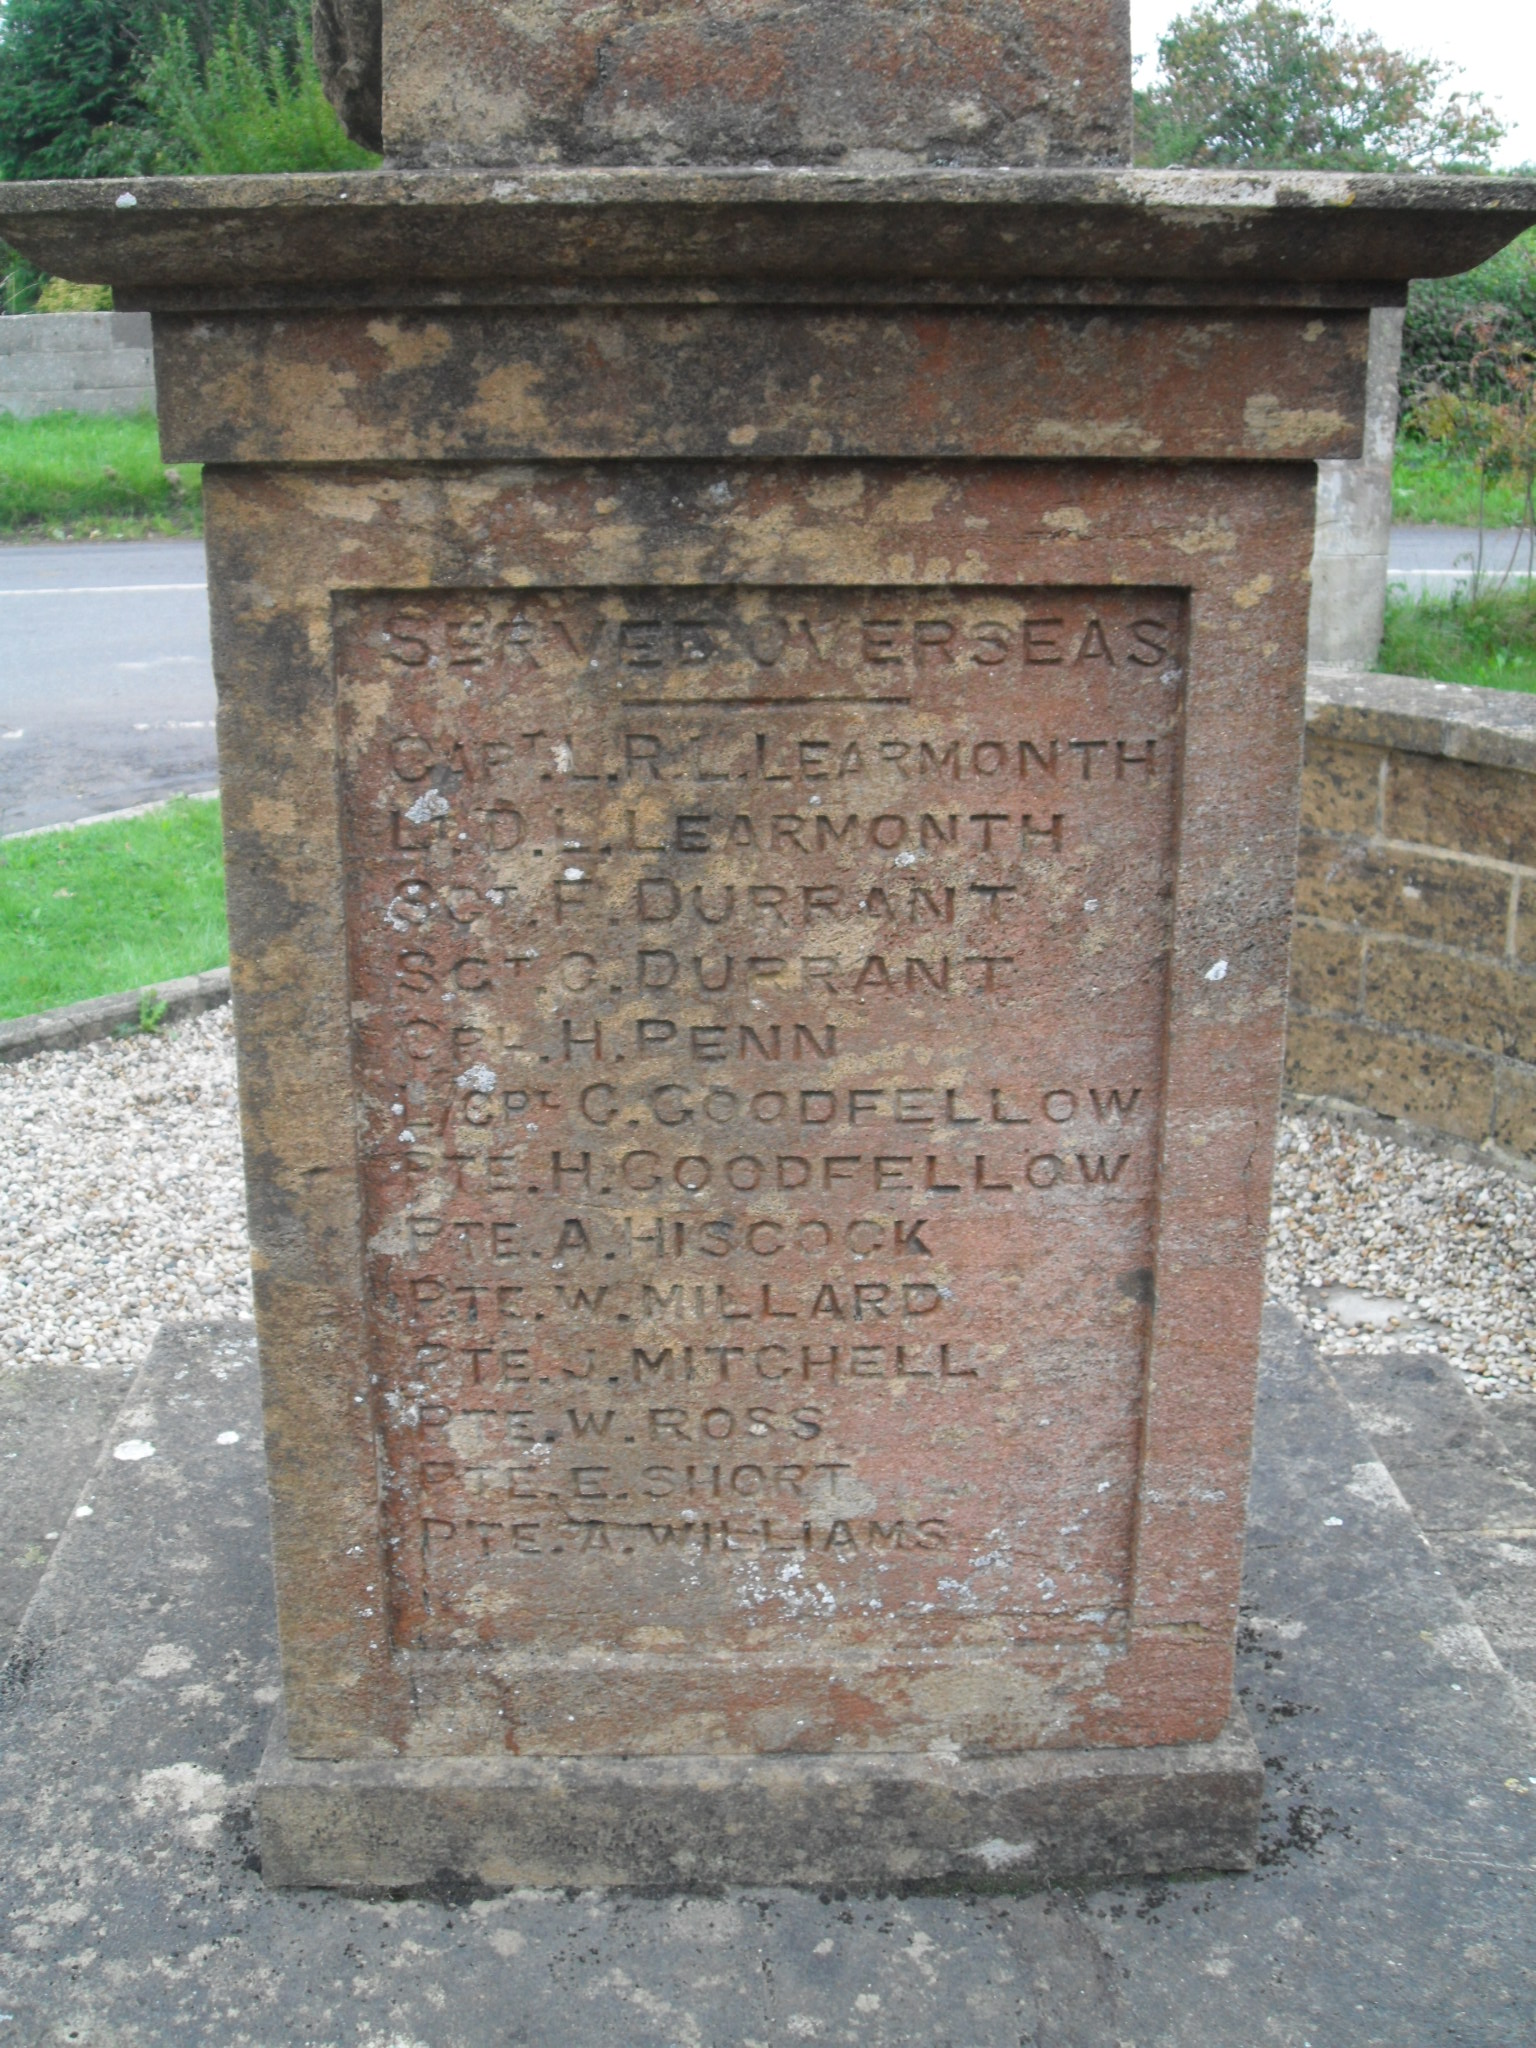 SERVED OVERSEAS
CAPT. L.R.L. LEARMONTH
LT. D.L. LEARMONTH
SGT. F. DURRANT
SGT. G. DURRANT
CPL. H. PENN
L/CPL C. GOODFELLOW
PTE. H. GOODFELLOW
PTE. A. HISCOCK
PTE. W. MILLARD
PTE. J. MITCHELL
PTE. W. ROSS
PTE. E. SHORT
PTE. A. WILLIAMS